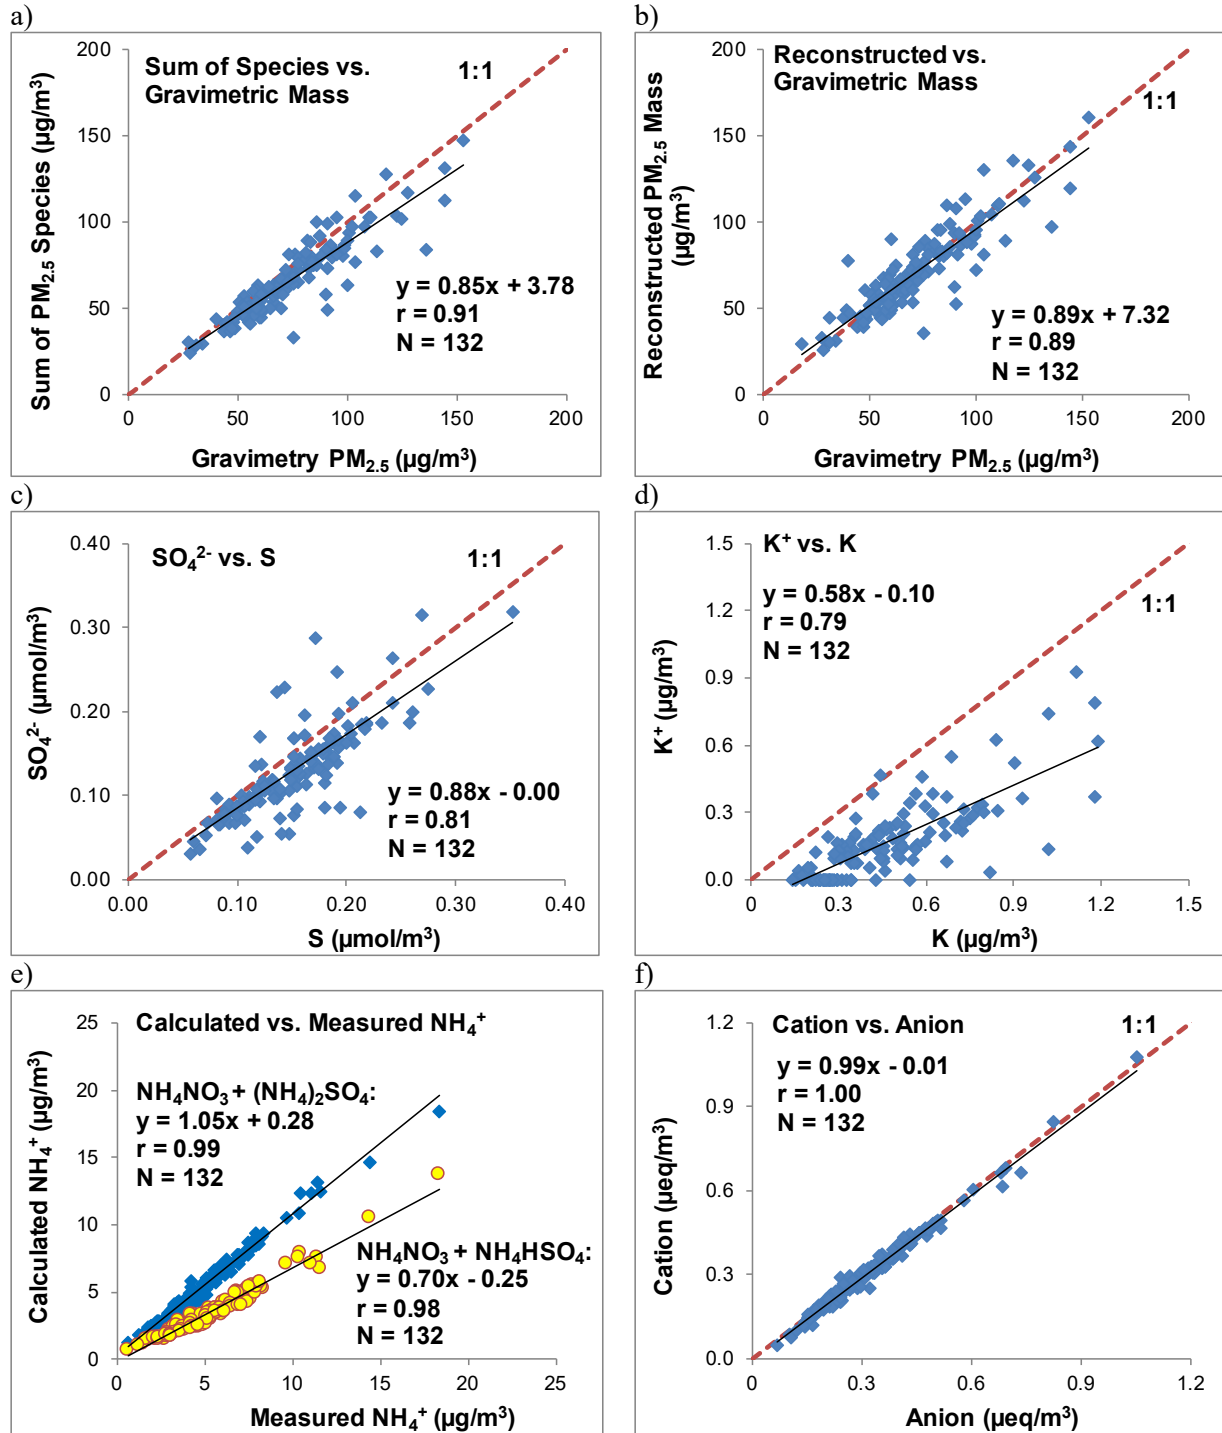 a)
Sum of Species vs.
Gravimetric Mass
1:1
Sum of PM2.5 Species (µg/m³)
200
150
100
50
0
y = 0.85x + 3.78
r = 0.91
N = 132
0 50 100 150 200
Gravimetry PM2.5 (µg/m³)
b)
Reconstructed vs.
Gravimetric Mass
1:1
Reconstructed PM2.5 Mass
(µg/m³)
200
150
100
50
0
y = 0.89x + 7.32
r = 0.89
N = 132
0 50 100 150 200
Gravimetry PM2.5 (µg/m³)
c)
SO4²⁻ vs. S
1:1
SO4²⁻ (µmol/m³)
0.40
0.30
0.20
0.10
0.00
y = 0.88x - 0.00
r = 0.81
N = 132
0.00 0.10 0.20 0.30 0.40
S (µmol/m³)
d)
K⁺ vs. K
y = 0.58x - 0.10
r = 0.79
N = 132
1:1
K⁺ (µg/m³)
1.5
1.2
0.9
0.6
0.3
0.0
0.0 0.3 0.6 0.9 1.2 1.5
K (µg/m³)
e)
Calculated vs. Measured NH4⁺
Calculated NH4⁺ (µg/m³)
25
20
15
10
5
0
NH4NO3 + (NH4)2SO4:
y = 1.05x + 0.28
r = 0.99
N = 132
NH4NO3 + NH4HSO4:
y = 0.70x - 0.25
r = 0.98
N = 132
0 5 10 15 20 25
Measured NH4⁺ (µg/m³)
f)
Cation vs. Anion
1:1
y = 0.99x - 0.01
r = 1.00
N = 132
Cation (µeq/m³)
1.2
0.9
0.6
0.3
0.0
0.0 0.3 0.6 0.9 1.2
Anion (µeq/m³)